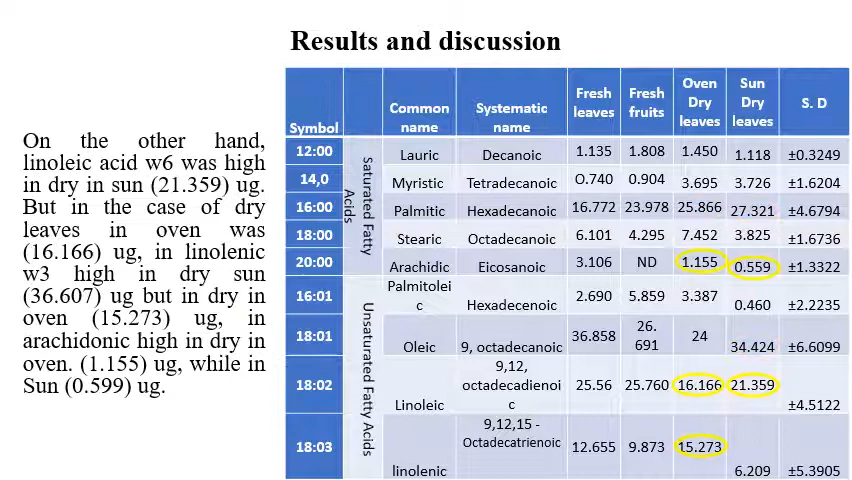 Results and discussion
On the other hand,
linoleic acid w6 was high
in dry in sun (21.359) ug.
But in the case of dry
leaves in oven was
(16.166) ug, in linolenic
w3 high in dry sun
(36.607) ug but in dry in
oven (15.273) ug, in
arachidonic high in dry in
oven. (1.155) ug, while in
Sun (0.599) ug.
Symbol Common name Systematic name Fresh leaves Fresh fruits Oven Dry leaves Sun Dry leaves S. D
Saturated Fatty Acids
12:00 Lauric Decanoic 1.135 1.808 1.450 1.118 ±0.3249
14,0 Myristic Tetradecanoic O.740 0.904 3.695 3.726 ±1.6204
16:00 Palmitic Hexadecanoic 16.772 23.978 25.866 27.321 ±4.6794
18:00 Stearic Octadecanoic 6.101 4.295 7.452 3.825 ±1.6736
20:00 Arachidic Eicosanoic 3.106 ND 1.155 0.559 ±1.3322
Unsaturated Fatty Acids
16:01 Palmitoleic Hexadecenoic 2.690 5.859 3.387 0.460 ±2.2235
18:01 Oleic 9, octadecanoic 36.858 26. 691 24 34.424 ±6.6099
18:02 Linoleic 9,12, octadecadienoic 25.56 25.760 16.166 21.359 ±4.5122
18:03 linolenic 9,12,15 - Octadecatrienoic 12.655 9.873 15.273 6.209 ±5.3905